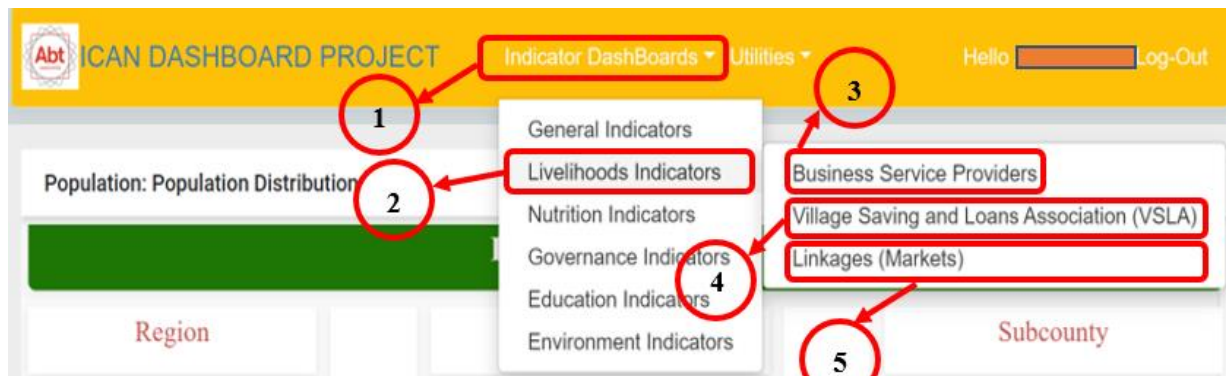 Abt ICAN DASHBOARD PROJECT Indicator DashBoards Utilities Hello Log-Out
1
3
General Indicators
Population: Population Distribution
2
Livelihoods Indicators
Business Service Providers
Nutrition Indicators
Village Saving and Loans Association (VSLA)
Governance Indicators
4
Linkages (Markets)
Education Indicators
Region
Environment Indicators
5
Subcounty